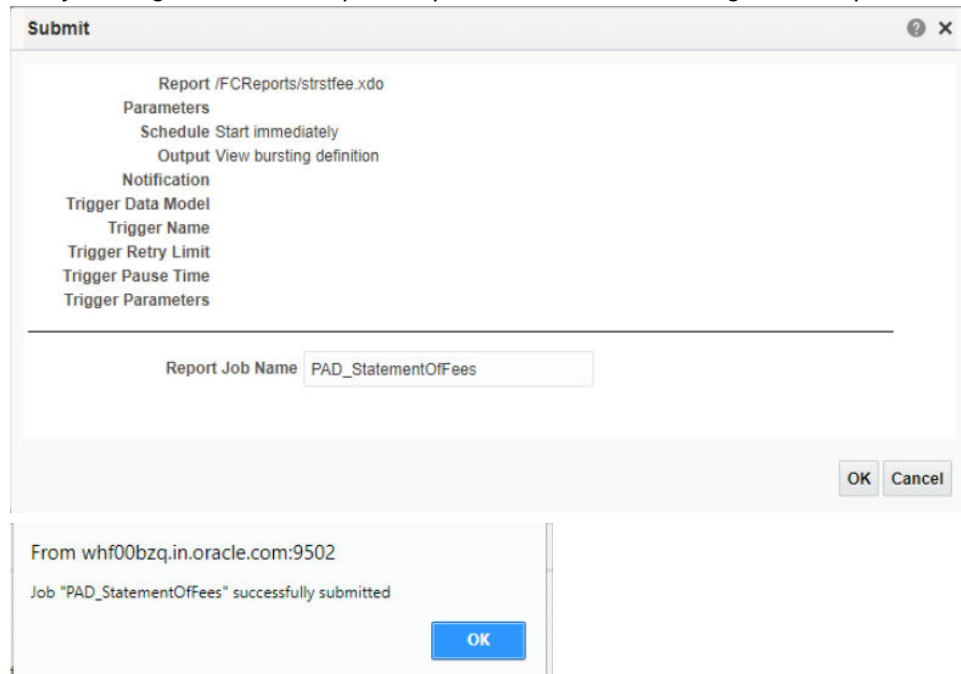 Submit
Report /FCReports/strstfee.xdo
Parameters
Schedule Start immediately
Output View bursting definition
Notification
Trigger Data Model
Trigger Name
Trigger Retry Limit
Trigger Pause Time
Trigger Parameters
Report Job Name PAD_StatementOfFees
OK Cancel
From whf00bzq.in.oracle.com:9502
Job "PAD_StatementOfFees" successfully submitted
OK